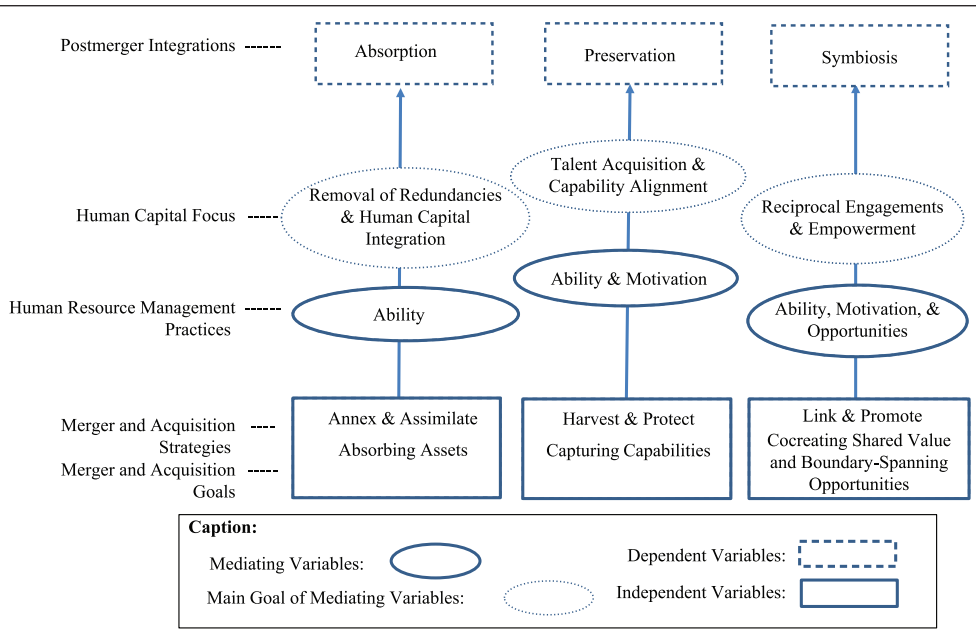 Postmerger Integrations -----
Absorption
Preservation
Symbiosis
Human Capital Focus -----
Removal of Redundancies
& Human Capital
Integration
Talent Acquisition &
Capability Alignment
Reciprocal Engagements
& Empowerment
Human Resource Management -----
Practices
Ability
Ability & Motivation
Ability, Motivation, &
Opportunities
Merger and Acquisition ----
Strategies
Merger and Acquisition -----
Goals
Annex & Assimilate
Absorbing Assets
Harvest & Protect
Capturing Capabilities
Link & Promote
Cocreating Shared Value
and Boundary-Spanning
Opportunities
Caption:
Mediating Variables:
Dependent Variables:
Main Goal of Mediating Variables:
Independent Variables: